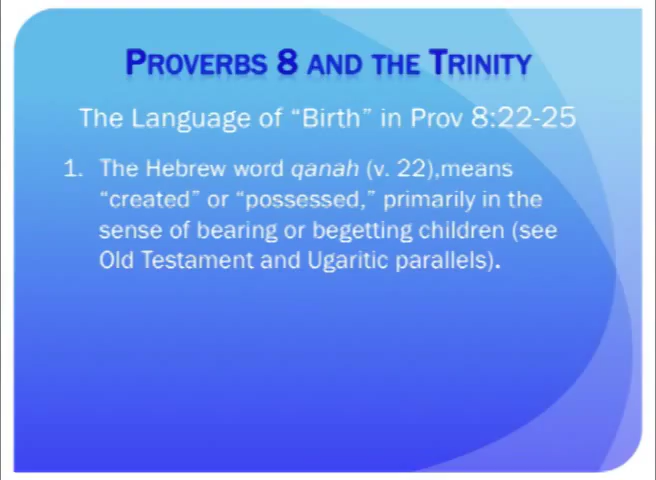 PROVERBS 8 AND THE TRINITY
The Language of “Birth” in Prov 8:22-25
1. The Hebrew word qanah (v. 22),means
“created” or “possessed,” primarily in the
sense of bearing or begetting children (see
Old Testament and Ugaritic parallels).